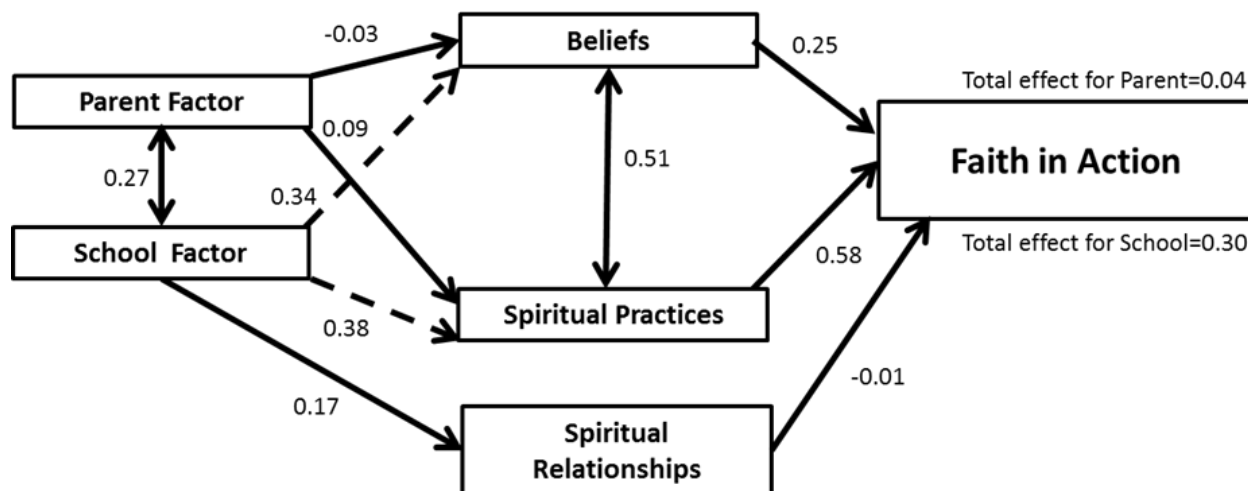 -0.03
Beliefs
0.25
Total effect for Parent=0.04
Parent Factor
0.09
Faith in Action
0.27
0.34
0.51
School Factor
Total effect for School=0.30
0.58
0.38
Spiritual Practices
-0.01
0.17
Spiritual
Relationships